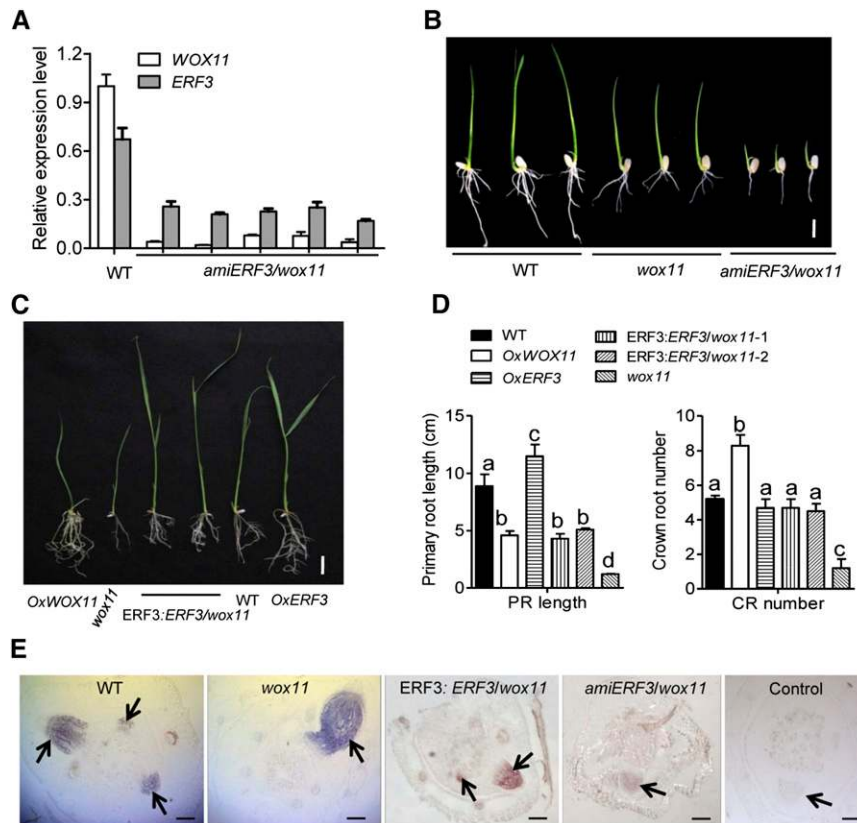 A
Relative expression level
1.2
0.9
0.6
0.3
0.0
WOX11
ERF3
WT
amiERF3/wox11
B
WT
wox11
amiERF3/wox11
C
OxWOX11
wox11
ERF3:ERF3/wox11
WT
OxERF3
D
WT
OxWOX11
OxERF3
ERF3:ERF3/wox11-1
ERF3:ERF3/wox11-2
wox11
Primary root length (cm)
15
10
5
0
a
b
c
b
b
d
PR length
Crown root number
10
8
6
4
2
0
a
b
a
a
a
c
CR number
E
WT
wox11
ERF3: ERF3/wox11
amiERF3/wox11
Control